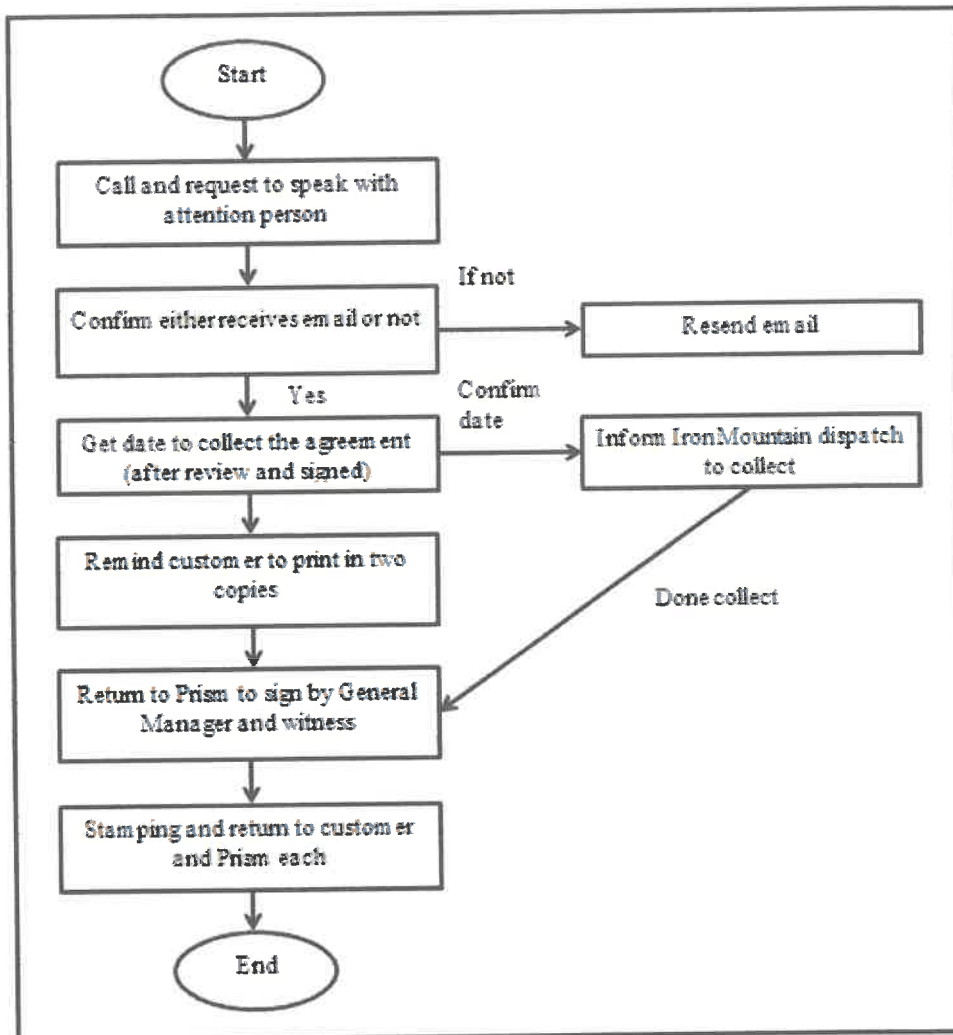 Start
Call and request to speak with
attention person
If not
Confirm either receives email or not
Resend email
Yes
Confirm
date
Get date to collect the agreement
(after review and signed)
Inform Iron Mountain dispatch
to collect
Remind customer to print in two
copies
Done collect
Return to Prism to sign by General
Manager and witness
Stamping and return to customer
and Prism each
End